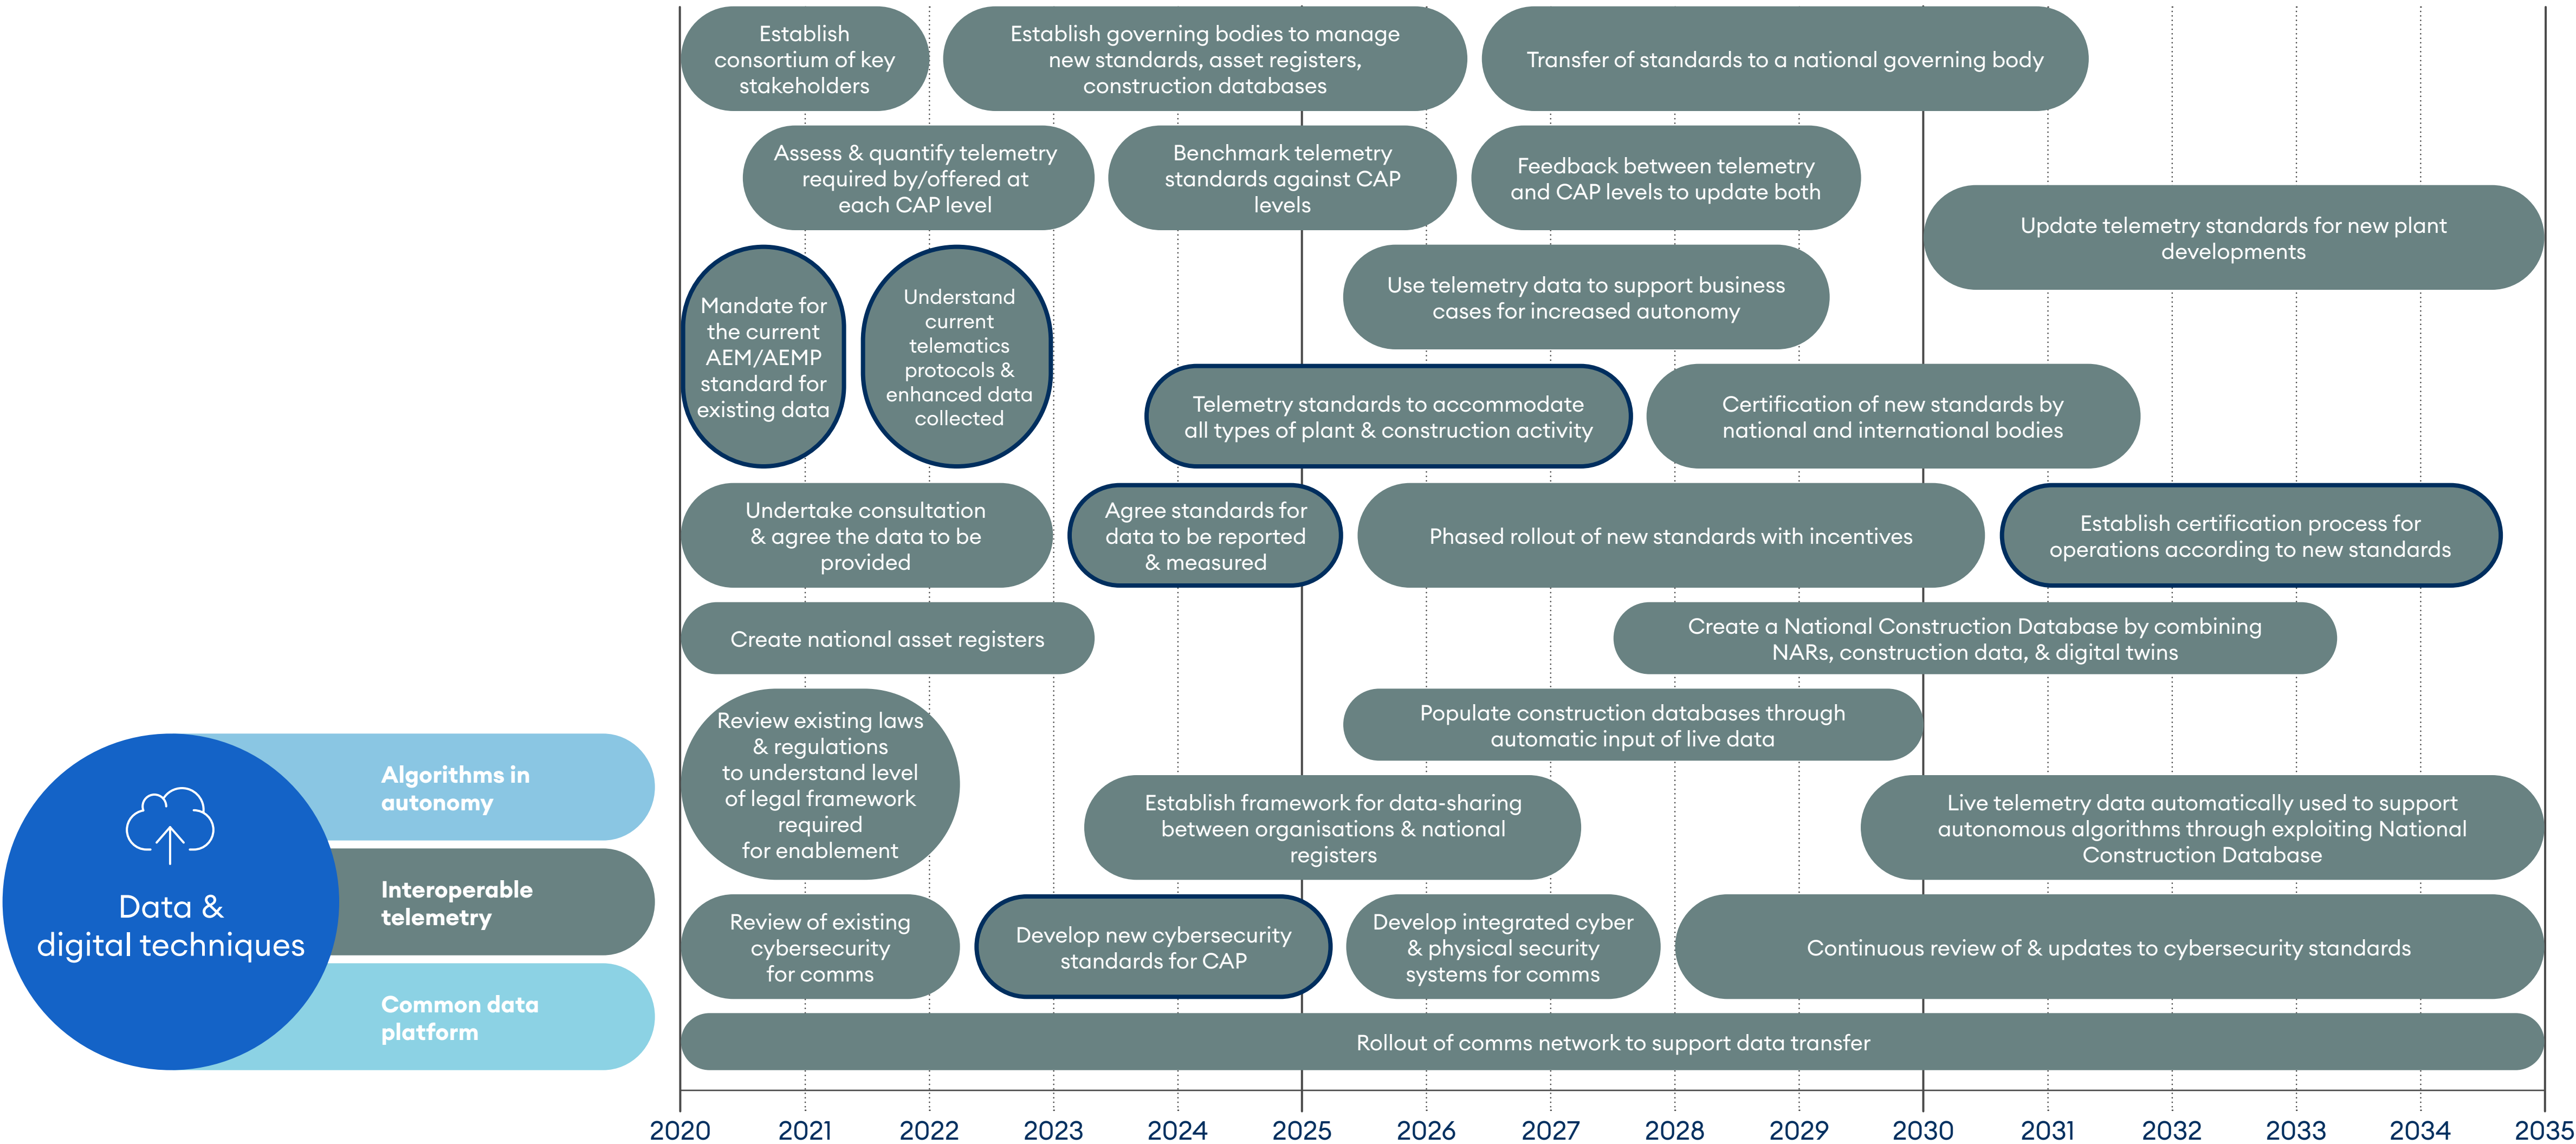 Establish
consortium of key
stakeholders
Establish governing bodies to manage
new standards, asset registers,
construction databases
Transfer of standards to a national governing body
Assess & quantify telemetry
required by/offered at
each CAP level
Benchmark telemetry
standards against CAP
levels
Feedback between telemetry
and CAP levels to update both
Update telemetry standards for new plant
developments
Mandate for
the current
AEM/AEMP
standard for
existing data
Understand
current
telematics
protocols &
enhanced data
collected
Use telemetry data to support business
cases for increased autonomy
Telemetry standards to accommodate
all types of plant & construction activity
Certification of new standards by
national and international bodies
Undertake consultation
& agree the data to be
provided
Agree standards for
data to be reported
& measured
Phased rollout of new standards with incentives
Establish certification process for
operations according to new standards
Create national asset registers
Create a National Construction Database by combining
NARs, construction data, & digital twins
Review existing laws
& regulations
to understand level
of legal framework
required
for enablement
Populate construction databases through
automatic input of live data
Establish framework for data-sharing
between organisations & national
registers
Live telemetry data automatically used to support
autonomous algorithms through exploiting National
Construction Database
Review of existing
cybersecurity
for comms
Develop new cybersecurity
standards for CAP
Develop integrated cyber
& physical security
systems for comms
Continuous review of & updates to cybersecurity standards
Rollout of comms network to support data transfer
Data &
digital techniques
Algorithms in
autonomy
Interoperable
telemetry
Common data
platform
2020 2021 2022 2023 2024 2025 2026 2027 2028 2029 2030 2031 2032 2033 2034 2035